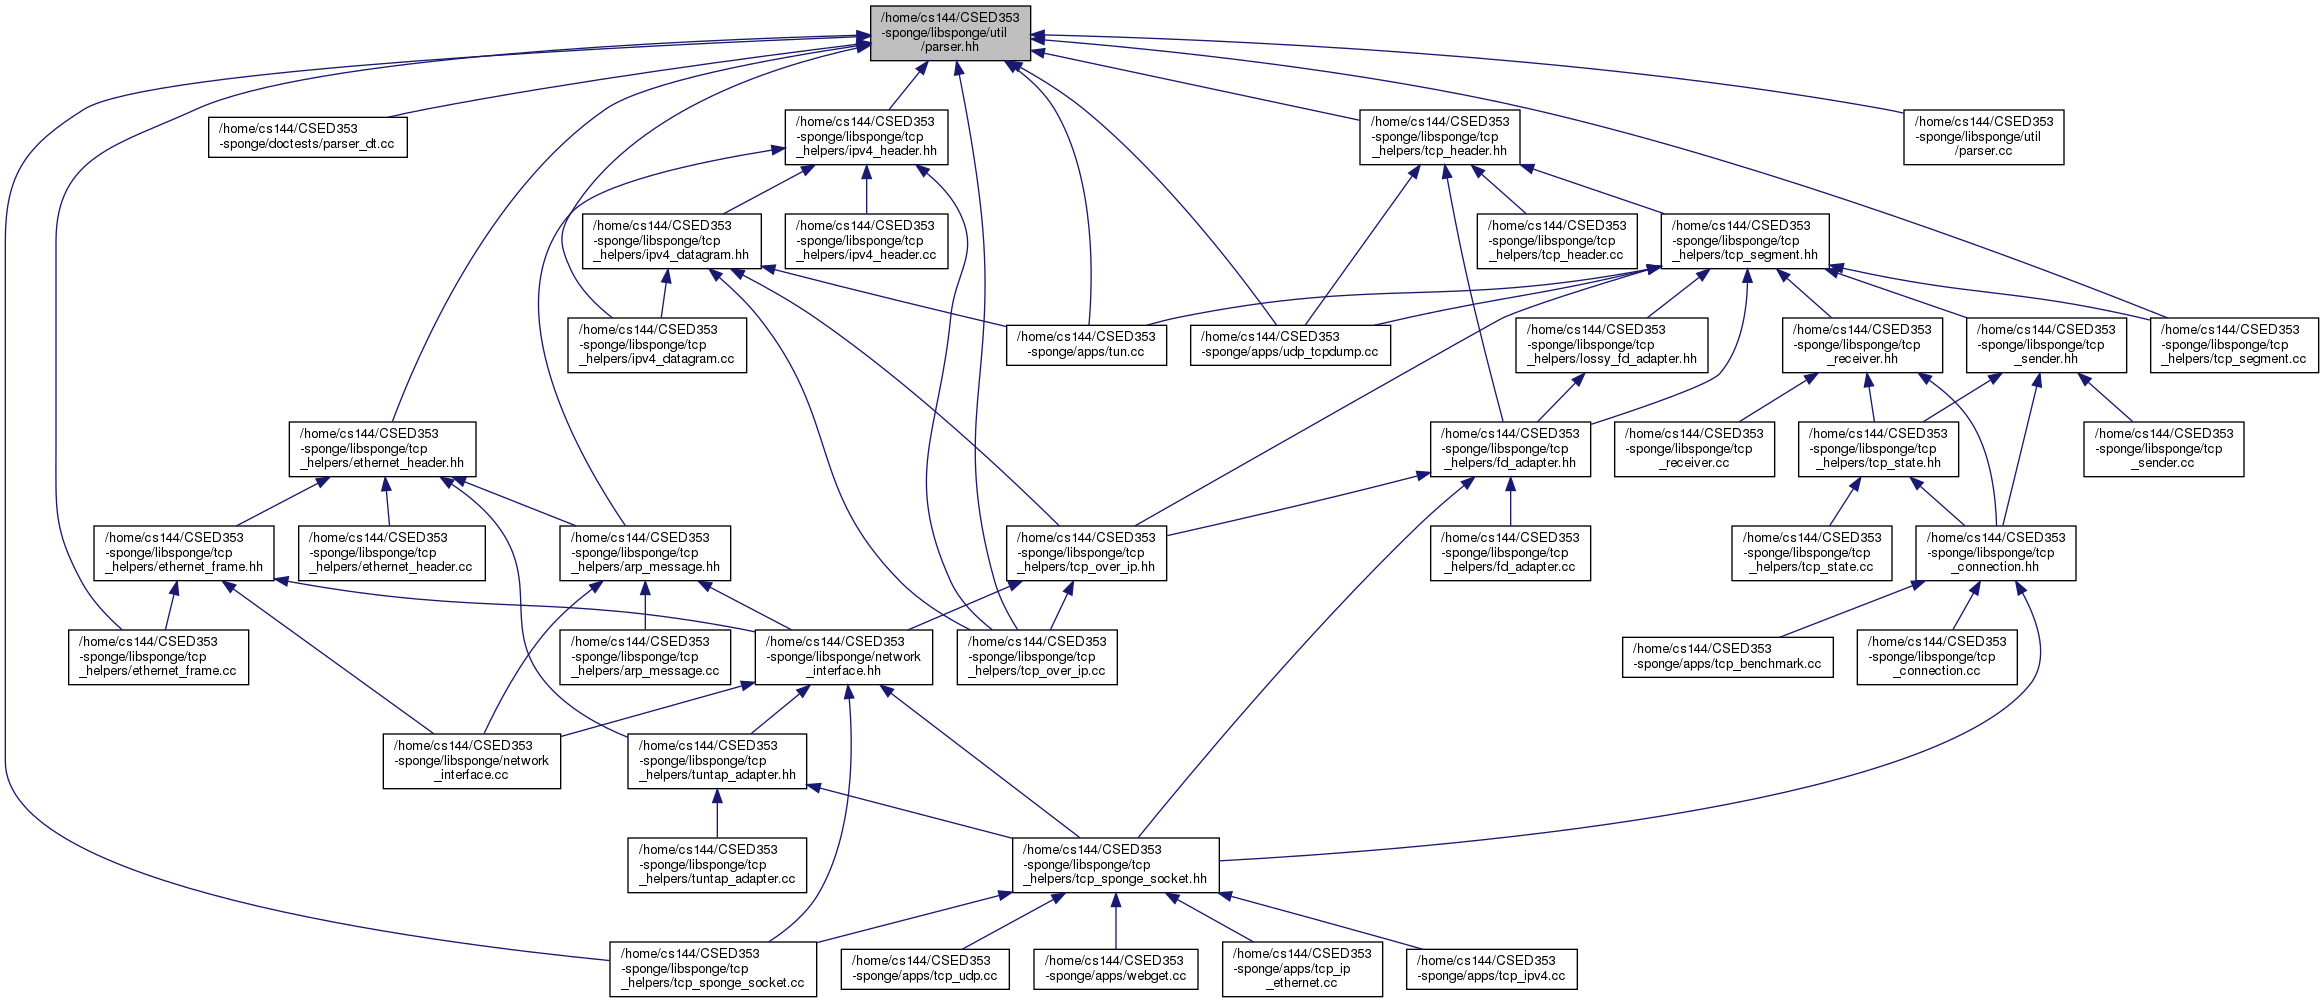 /home/cs144/CSED353
-sponge/libsponge/util
/parser.hh
/home/cs144/CSED353
-sponge/doctests/parser_dt.cc
/home/cs144/CSED353
-sponge/libsponge/tcp
_helpers/ipv4_header.hh
/home/cs144/CSED353
-sponge/libsponge/tcp
_helpers/tcp_header.hh
/home/cs144/CSED353
-sponge/libsponge/util
/parser.cc
/home/cs144/CSED353
-sponge/libsponge/tcp
_helpers/ipv4_datagram.hh
/home/cs144/CSED353
-sponge/libsponge/tcp
_helpers/ipv4_header.cc
/home/cs144/CSED353
-sponge/libsponge/tcp
_helpers/tcp_header.cc
/home/cs144/CSED353
-sponge/libsponge/tcp
_helpers/tcp_segment.hh
/home/cs144/CSED353
-sponge/libsponge/tcp
_helpers/ipv4_datagram.cc
/home/cs144/CSED353
-sponge/apps/tun.cc
/home/cs144/CSED353
-sponge/apps/udp_tcpdump.cc
/home/cs144/CSED353
-sponge/libsponge/tcp
_helpers/lossy_fd_adapter.hh
/home/cs144/CSED353
-sponge/libsponge/tcp
_receiver.hh
/home/cs144/CSED353
-sponge/libsponge/tcp
_sender.hh
/home/cs144/CSED353
-sponge/libsponge/tcp
_helpers/tcp_segment.cc
/home/cs144/CSED353
-sponge/libsponge/tcp
_helpers/ethernet_header.hh
/home/cs144/CSED353
-sponge/libsponge/tcp
_helpers/fd_adapter.hh
/home/cs144/CSED353
-sponge/libsponge/tcp
_receiver.cc
/home/cs144/CSED353
-sponge/libsponge/tcp
_helpers/tcp_state.hh
/home/cs144/CSED353
-sponge/libsponge/tcp
_sender.cc
/home/cs144/CSED353
-sponge/libsponge/tcp
_helpers/ethernet_frame.hh
/home/cs144/CSED353
-sponge/libsponge/tcp
_helpers/ethernet_header.cc
/home/cs144/CSED353
-sponge/libsponge/tcp
_helpers/arp_message.hh
/home/cs144/CSED353
-sponge/libsponge/tcp
_helpers/tcp_over_ip.hh
/home/cs144/CSED353
-sponge/libsponge/tcp
_helpers/fd_adapter.cc
/home/cs144/CSED353
-sponge/libsponge/tcp
_helpers/tcp_state.cc
/home/cs144/CSED353
-sponge/libsponge/tcp
_connection.hh
/home/cs144/CSED353
-sponge/libsponge/tcp
_helpers/ethernet_frame.cc
/home/cs144/CSED353
-sponge/libsponge/tcp
_helpers/arp_message.cc
/home/cs144/CSED353
-sponge/libsponge/network
_interface.hh
/home/cs144/CSED353
-sponge/libsponge/tcp
_helpers/tcp_over_ip.cc
/home/cs144/CSED353
-sponge/apps/tcp_benchmark.cc
/home/cs144/CSED353
-sponge/libsponge/tcp
_connection.cc
/home/cs144/CSED353
-sponge/libsponge/network
_interface.cc
/home/cs144/CSED353
-sponge/libsponge/tcp
_helpers/tuntap_adapter.hh
/home/cs144/CSED353
-sponge/libsponge/tcp
_helpers/tuntap_adapter.cc
/home/cs144/CSED353
-sponge/libsponge/tcp
_helpers/tcp_sponge_socket.hh
/home/cs144/CSED353
-sponge/libsponge/tcp
_helpers/tcp_sponge_socket.cc
/home/cs144/CSED353
-sponge/apps/tcp_udp.cc
/home/cs144/CSED353
-sponge/apps/webget.cc
/home/cs144/CSED353
-sponge/apps/tcp_ip
_ethernet.cc
/home/cs144/CSED353
-sponge/apps/tcp_ipv4.cc